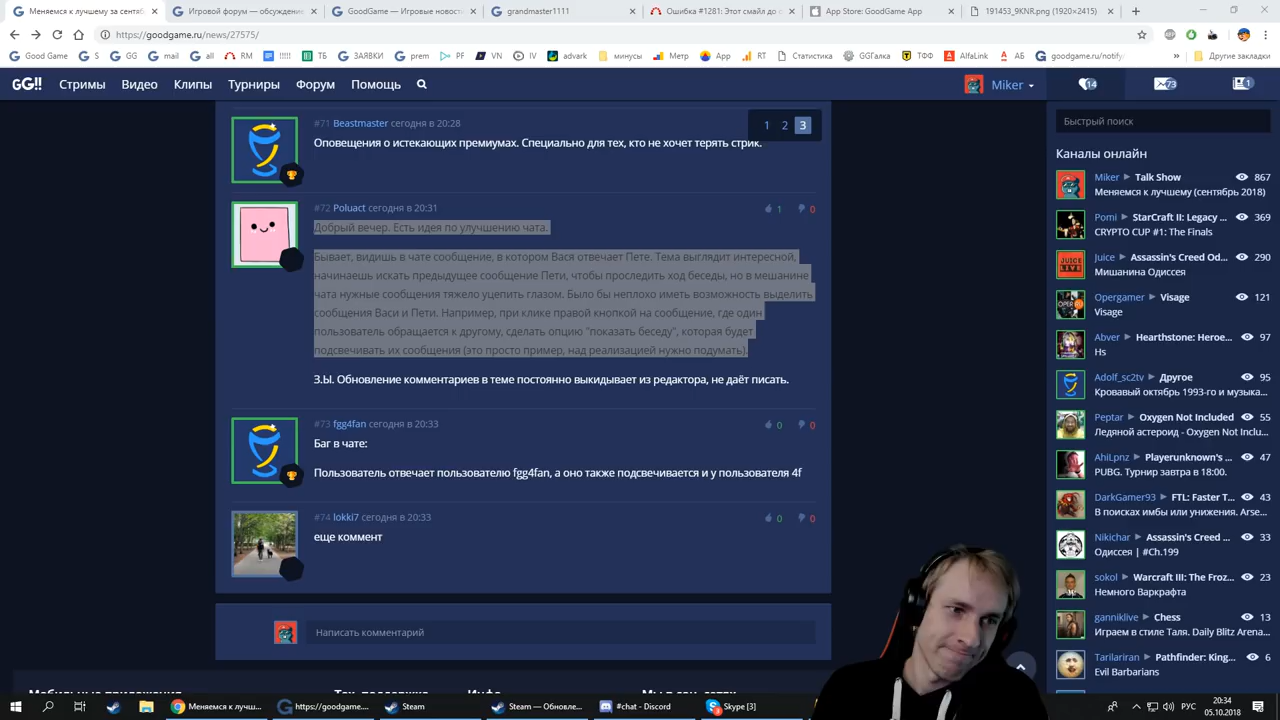 Меняемся к лучшему (сентябрь
Игровой форум - обсуждение
GoodGame - Игровые новости
grandmaster1111
Ошибка #1281: Этот смайл до с
App Store: GoodGame App
191453_9KNR.png (1920×2415)
https://goodgame.ru/news/27575/
Good Game
S
GG
mail
all
RM
!!!!!
ТБ
ЗАЯВКИ
PF
VN
IV
advark
минусы
Метр
App
RT
Статистика
GGГалка
ТФФ
AlfaLink
АБ
goodgame.ru/notify
Другие закладки
GG!!
Стримы
Видео
Клипы
Турниры
Форум
Помощь
Miker
14
73
1
#71 Beastmaster сегодня в 20:28
1 2 3
Оповещения о истекающих премиумах. Специально для тех, кто не хочет терять стрик.
#72 Poluact сегодня в 20:31
1 0
Добрый вечер. Есть идея по улучшению чата.
Бывает, видишь в чате сообщение, в котором Вася отвечает Пете. Тема выглядит интересной,
начинаешь искать предыдущее сообщение Пети, чтобы проследить ход беседы, но в мешанине
чата нужные сообщения тяжело уцепить глазом. Было бы неплохо иметь возможность выделить
сообщения Васи и Пети. Например, при клике правой кнопкой на сообщение, где один
пользователь обращается к другому, сделать опцию "показать беседу", которая будет
подсвечивать их сообщения (это просто пример, над реализацией нужно подумать).
З.Ы. Обновление комментариев в теме постоянно выкидывает из редактора, не даёт писать.
#73 fgg4fan сегодня в 20:33
0 0
Баг в чате:
Пользователь отвечает пользователю fgg4fan, а оно также подсвечивается и у пользователя 4f
#74 lokki7 сегодня в 20:33
0 0
еще коммент
Написать комментарий
Мобильные приложения
Тех. поддержка
Инфо
Быстрый поиск
Каналы онлайн
Miker Talk Show 867
Меняемся к лучшему (сентябрь 2018)
Pomi StarCraft II: Legacy ... 369
CRYPTO CUP #1: The Finals
Juice Assassin's Creed Od... 290
Мишанина Одиссея
Opergamer Visage 121
Visage
Abver Hearthstone: Heroe... 97
Hs
Adolf_sc2tv Другое 95
Кровавый октябрь 1993-го и музыка...
Peptar Oxygen Not Included 55
Ледяной астероид - Oxygen Not Inclu...
AhiLpnz Playerunknown's ... 47
PUBG. Турнир завтра в 18:00.
DarkGamer93 FTL: Faster T... 43
В поисках имбы или унижения. Arse...
Nikichar Assassin's Creed ... 33
Одиссея | #Ch.199
sokol Warcraft III: The Froz... 23
Немного Варкрафта
ganniklive Chess 13
Играем в стиле Таля. Daily Blitz Arena...
Tarilariran Pathfinder: King... 6
Evil Barbarians
Меняемся к лучш...
https://goodgame....
Steam
Steam — Обновле...
#chat - Discord
Skype [3]
РУС
20:34
05.10.2018